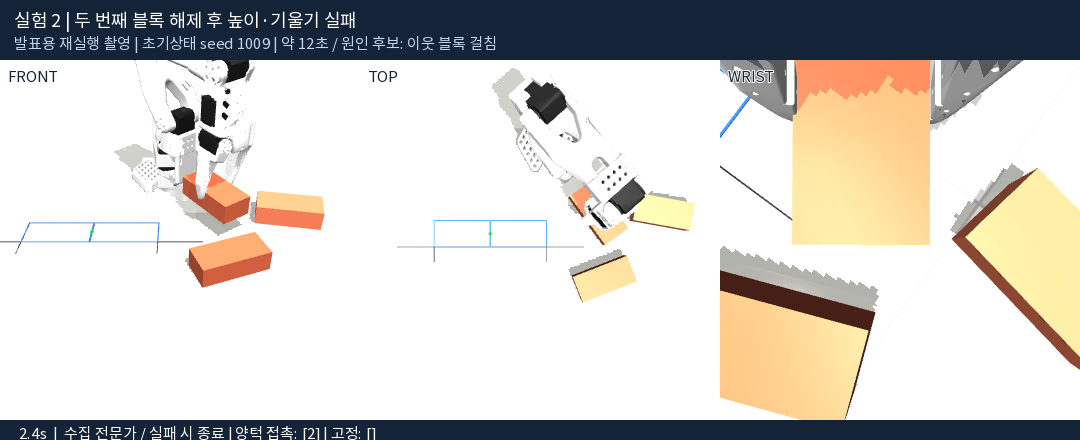 실험 2 | 두 번째 블록 해제 후 높이·기울기 실패
발표용 재실행 촬영 | 초기상태 seed 1009 | 약 12초 / 원인 후보: 이웃 블록 걸침
FRONT
TOP
WRIST
2.4s | 수집 전문가 / 실패 시 종료 | 양턱 접촉: [2] | 고정: []